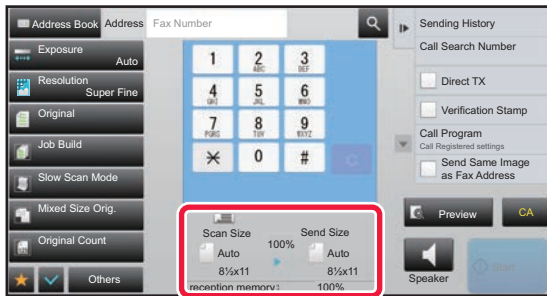 Address Book
Address
Fax Number
Exposure
Auto
Resolution
Super Fine
Original
Job Build
Slow Scan Mode
Mixed Size Orig.
Original Count
Others
1
2 ABC
3 DEF
4 GHI
5 JKL
6 MNO
7 PQRS
8 TUV
9 WXYZ
0
#
C
Scan Size
Auto
8½x11
100%
Send Size
Auto
8½x11
reception memory: 100%
Sending History
Call Search Number
Direct TX
Verification Stamp
Call Program
Call Registered settings
Send Same Image
as Fax Address
Preview
CA
Speaker
Start